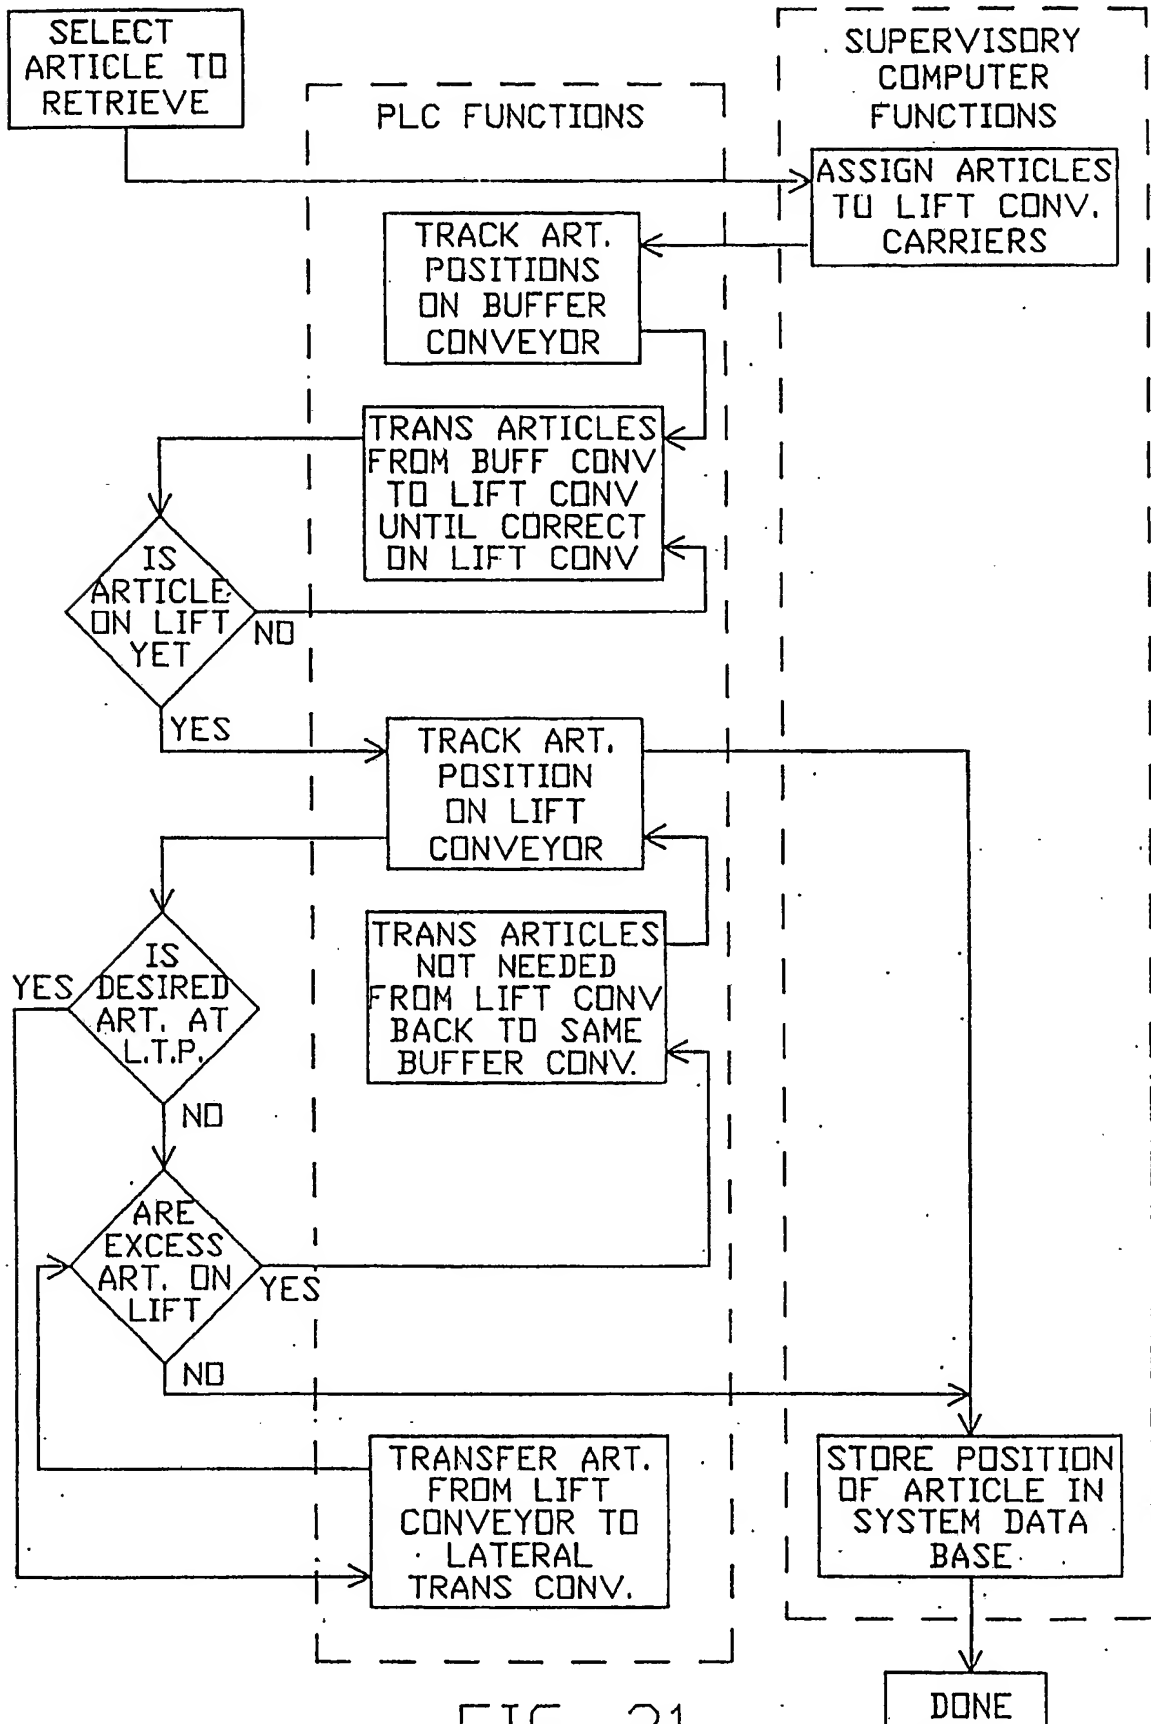 SELECT
ARTICLE TO
RETRIEVE
PLC FUNCTIONS
SUPERVISORY
COMPUTER
FUNCTIONS
ASSIGN ARTICLES
TO LIFT CONV.
CARRIERS
TRACK ART.
POSITIONS
ON BUFFER
CONVEYOR
TRANS ARTICLES
FROM BUFF CONV
TO LIFT CONV
UNTIL CORRECT
ON LIFT CONV
IS
ARTICLE
ON LIFT
YET
NO
YES
TRACK ART.
POSITION
ON LIFT
CONVEYOR
TRANS ARTICLES
NOT NEEDED
FROM LIFT CONV
BACK TO SAME
BUFFER CONV.
YES
IS
DESIRED
ART. AT
L.T.P.
NO
ARE
EXCESS
ART. ON
LIFT
YES
NO
TRANSFER ART.
FROM LIFT
CONVEYOR TO
LATERAL
TRANS CONV.
STORE POSITION
OF ARTICLE IN
SYSTEM DATA
BASE
DONE
FIG. 21